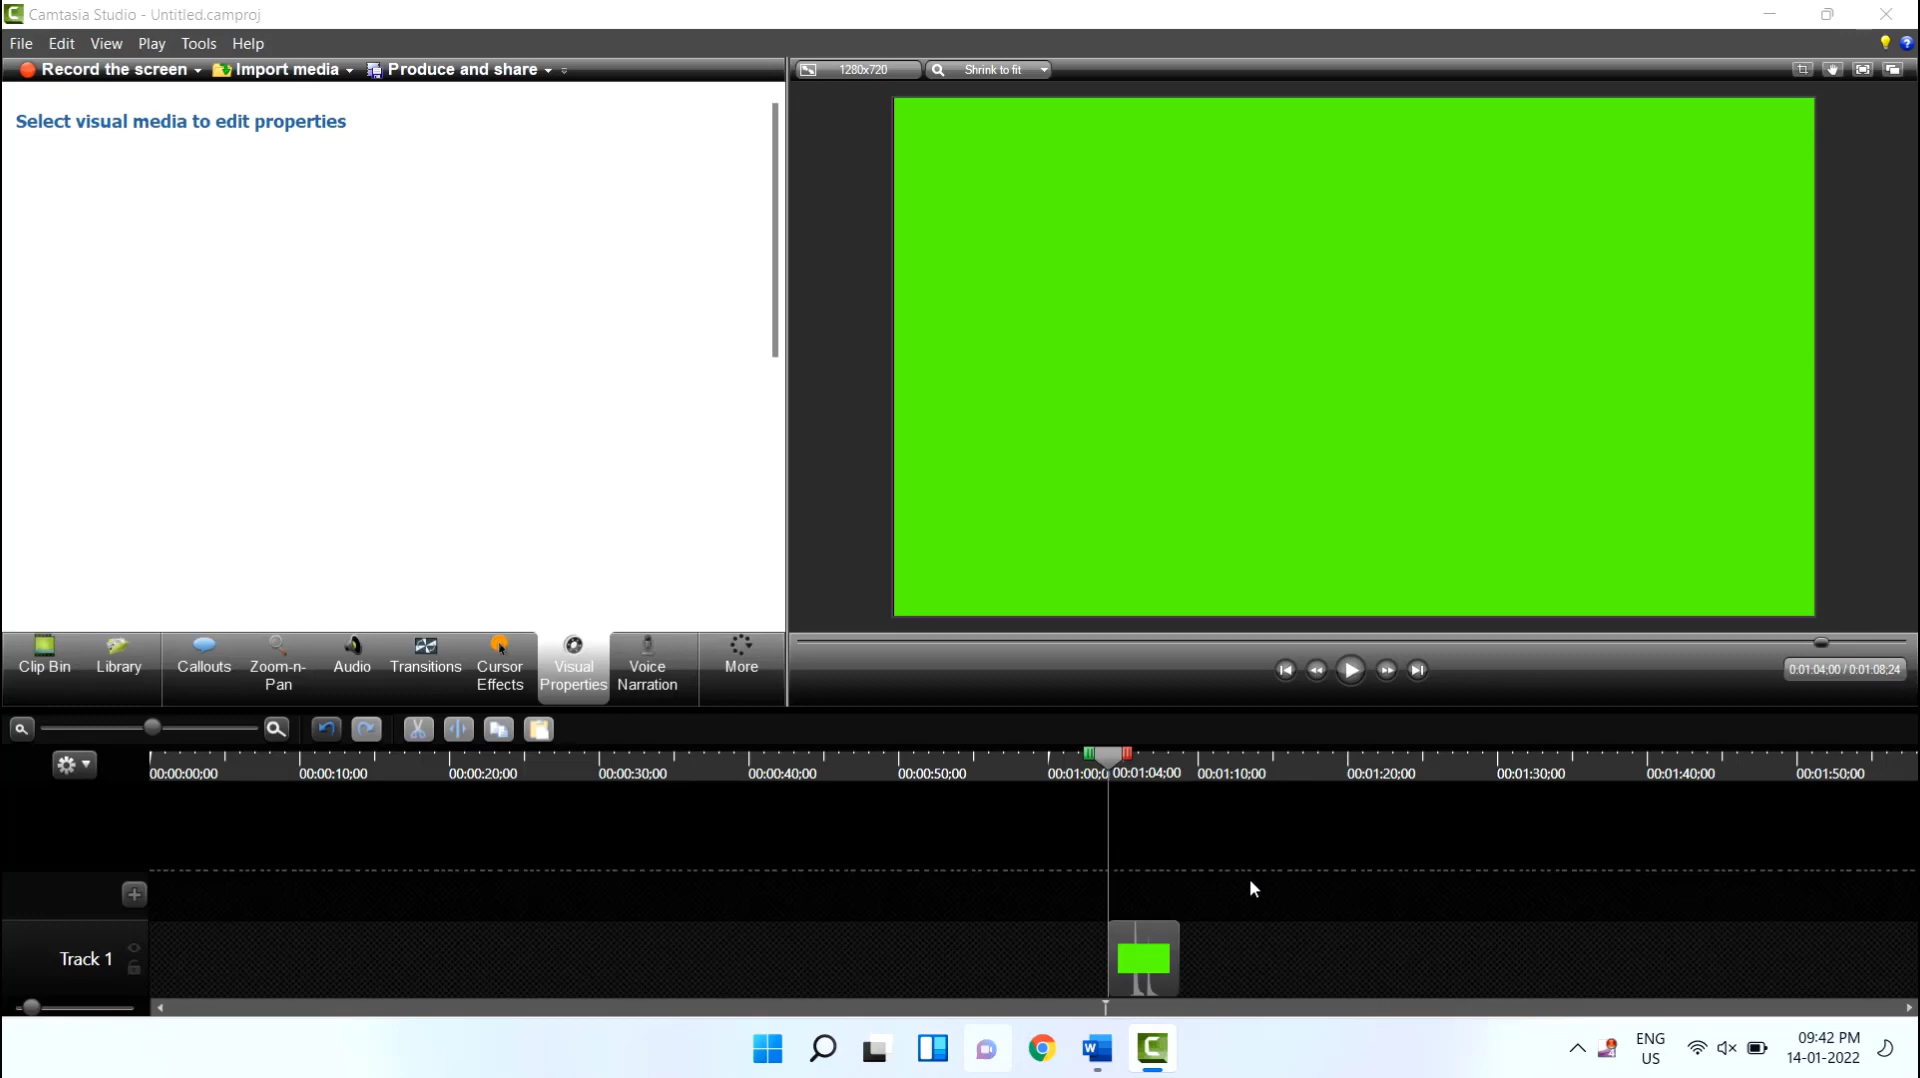 Camtasia Studio - Untitled.camproj
File Edit View Play Tools Help
Record the screen Import media Produce and share
1280x720 Shrink to fit
Select visual media to edit properties
Clip Bin Library Callouts Zoom-n-Pan Audio Transitions Cursor Effects Visual Properties Voice Narration More
0:01:04;00 / 0:01:08;24
00:00:00;00 00:00:10;00 00:00:20;00 00:00:30;00 00:00:40;00 00:00:50;00 00:01:00;0 00:01:04;00 00:01:10;00 00:01:20;00 00:01:30;00 00:01:40;00 00:01:50;00
Track 1
ENG
US
09:42 PM
14-01-2022